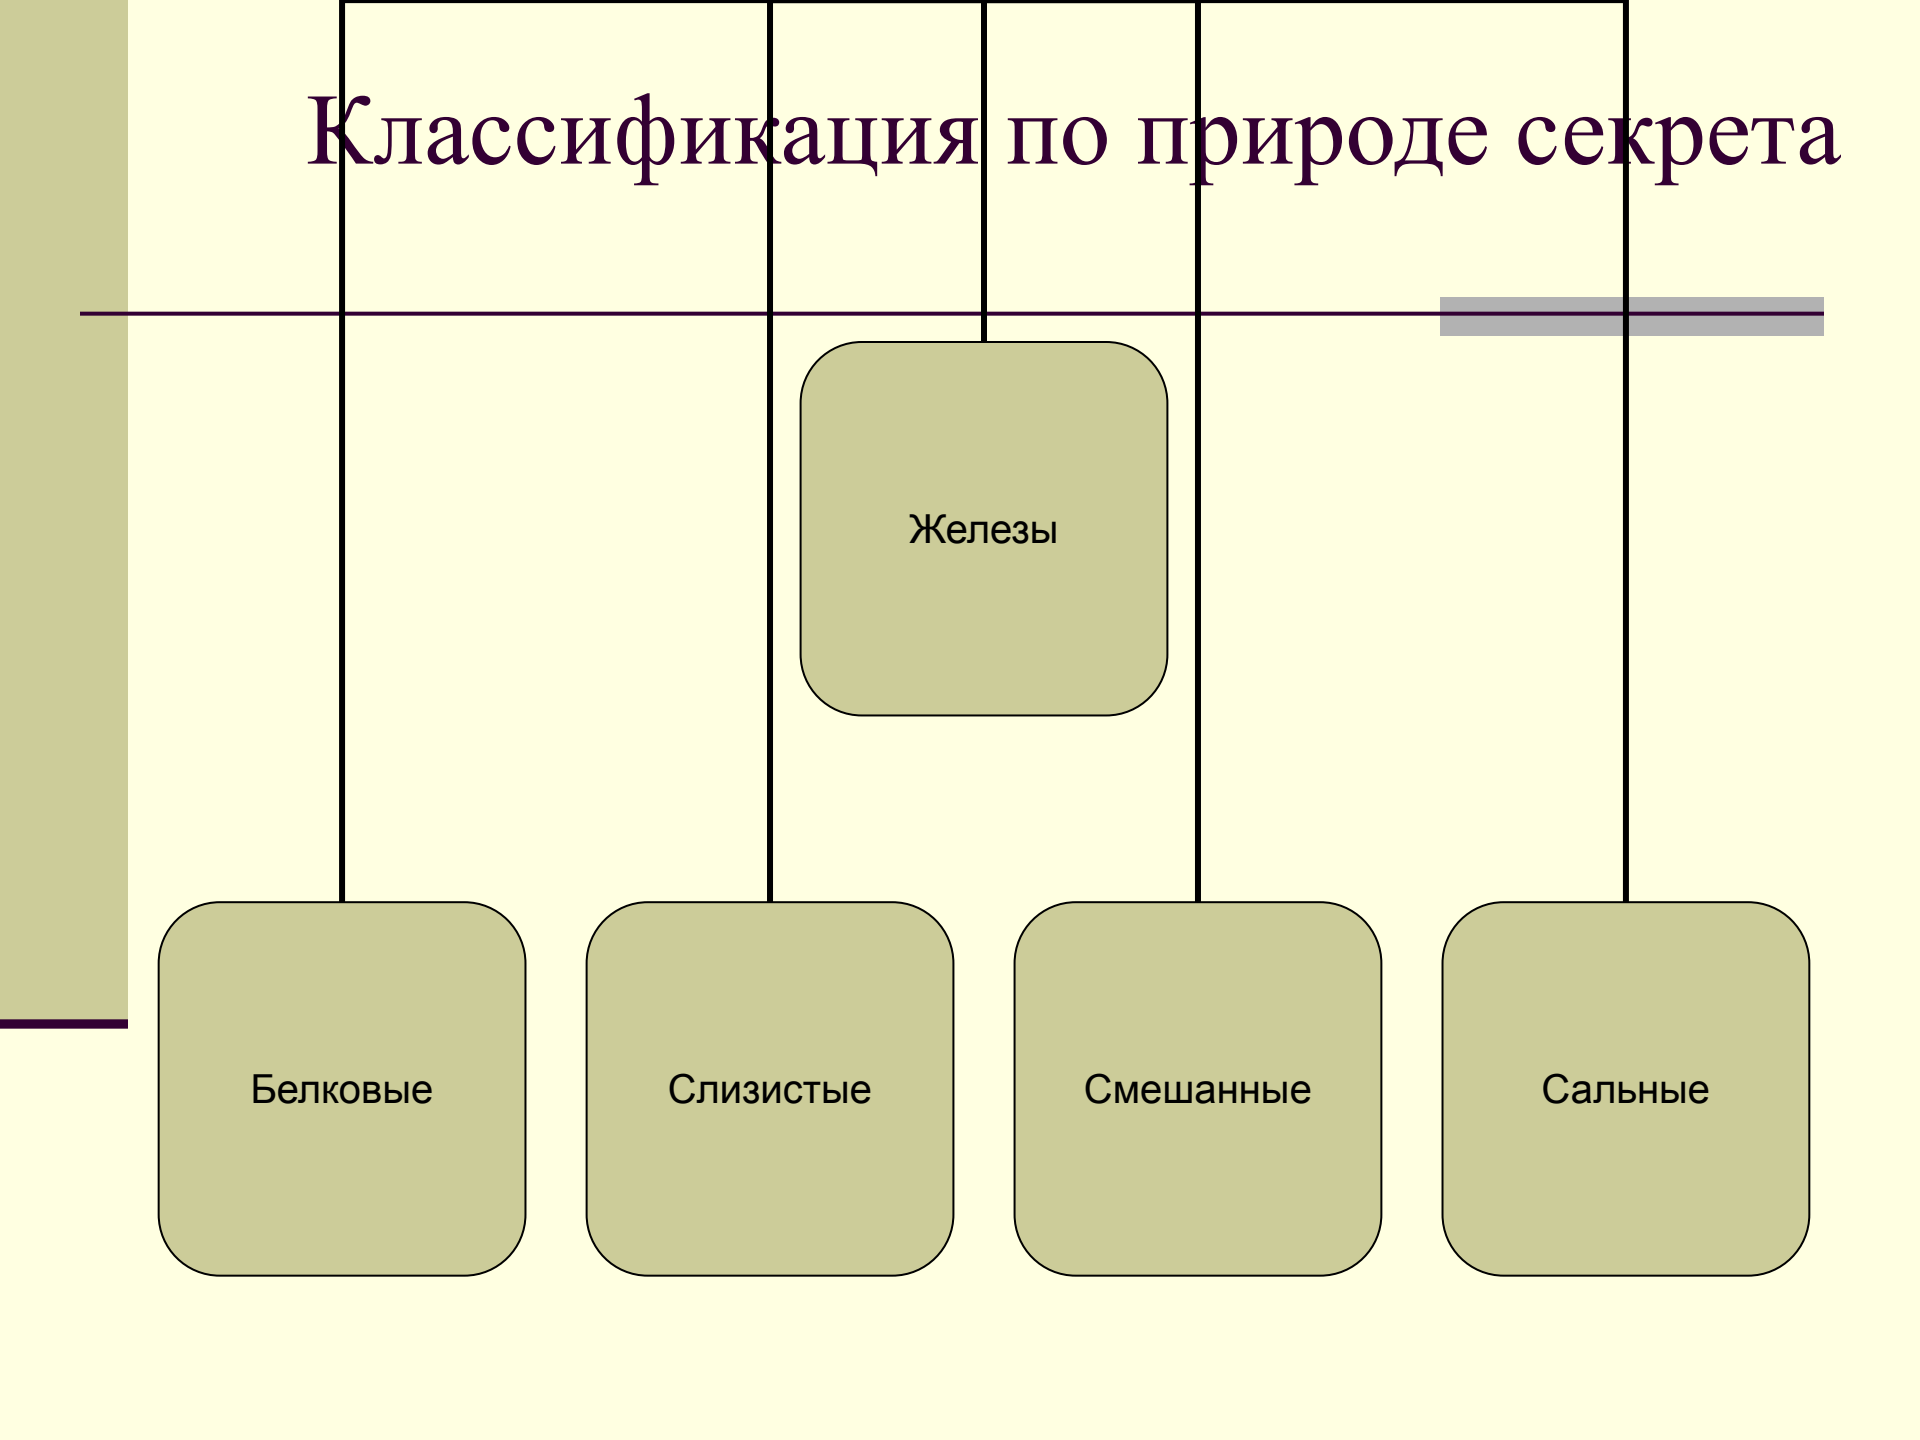 Классификация по природе секрета
Железы
Белковые
Слизистые
Смешанные
Сальные